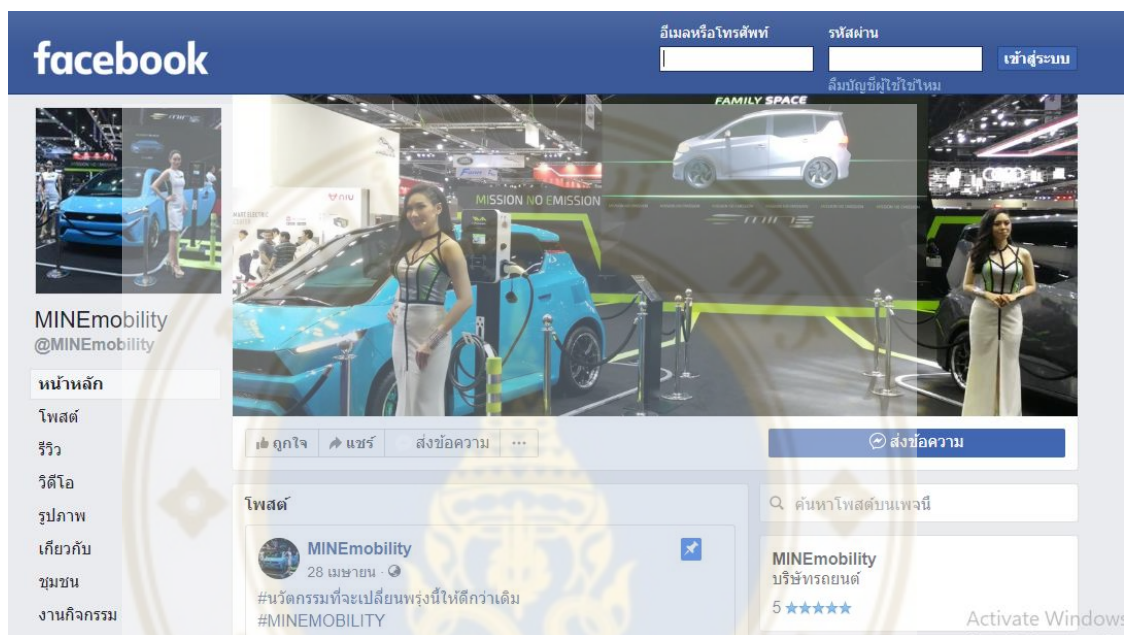 facebook
อีเมลหรือโทรศัพท์
รหัสผ่าน
เข้าสู่ระบบ
ลืมบัญชีผู้ใช้ใช่ไหม
FAMILY SPACE
MISSION NO EMISSION
MINE
MINEmobility
@MINEmobility
หน้าหลัก
โพสต์
รีวิว
วิดีโอ
รูปภาพ
เกี่ยวกับ
ชุมชน
งานกิจกรรม
ถูกใจ
แชร์
ส่งข้อความ
...
ส่งข้อความ
โพสต์
MINEmobility
28 เมษายน ·
#นวัตกรรมที่จะเปลี่ยนพรุ่งนี้ให้ดีกว่าเดิม
#MINEMOBILITY
ค้นหาโพสต์บนเพจนี้
MINEmobility
บริษัทรถยนต์
5 ★★★★★
Activate Windows